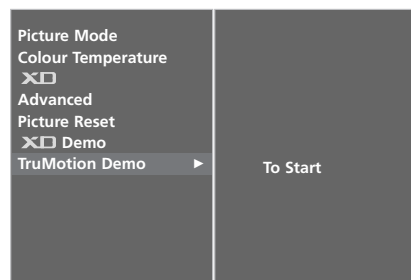 Picture Mode
Colour Temperature
XD
Advanced
Picture Reset
XD Demo
TruMotion Demo ►
To Start